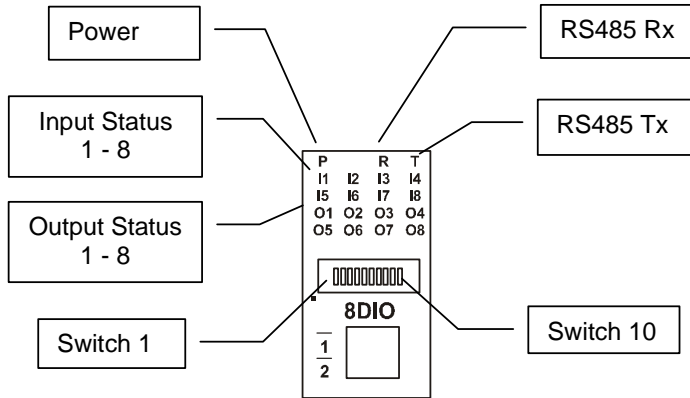 Power
RS485 Rx
Input Status
1 - 8
RS485 Tx
P R T
I1 I2 I3 I4
I5 I6 I7 I8
O1 O2 O3 O4
O5 O6 O7 O8
Output Status
1 - 8
8DIO
Switch 1
Switch 10
1
2